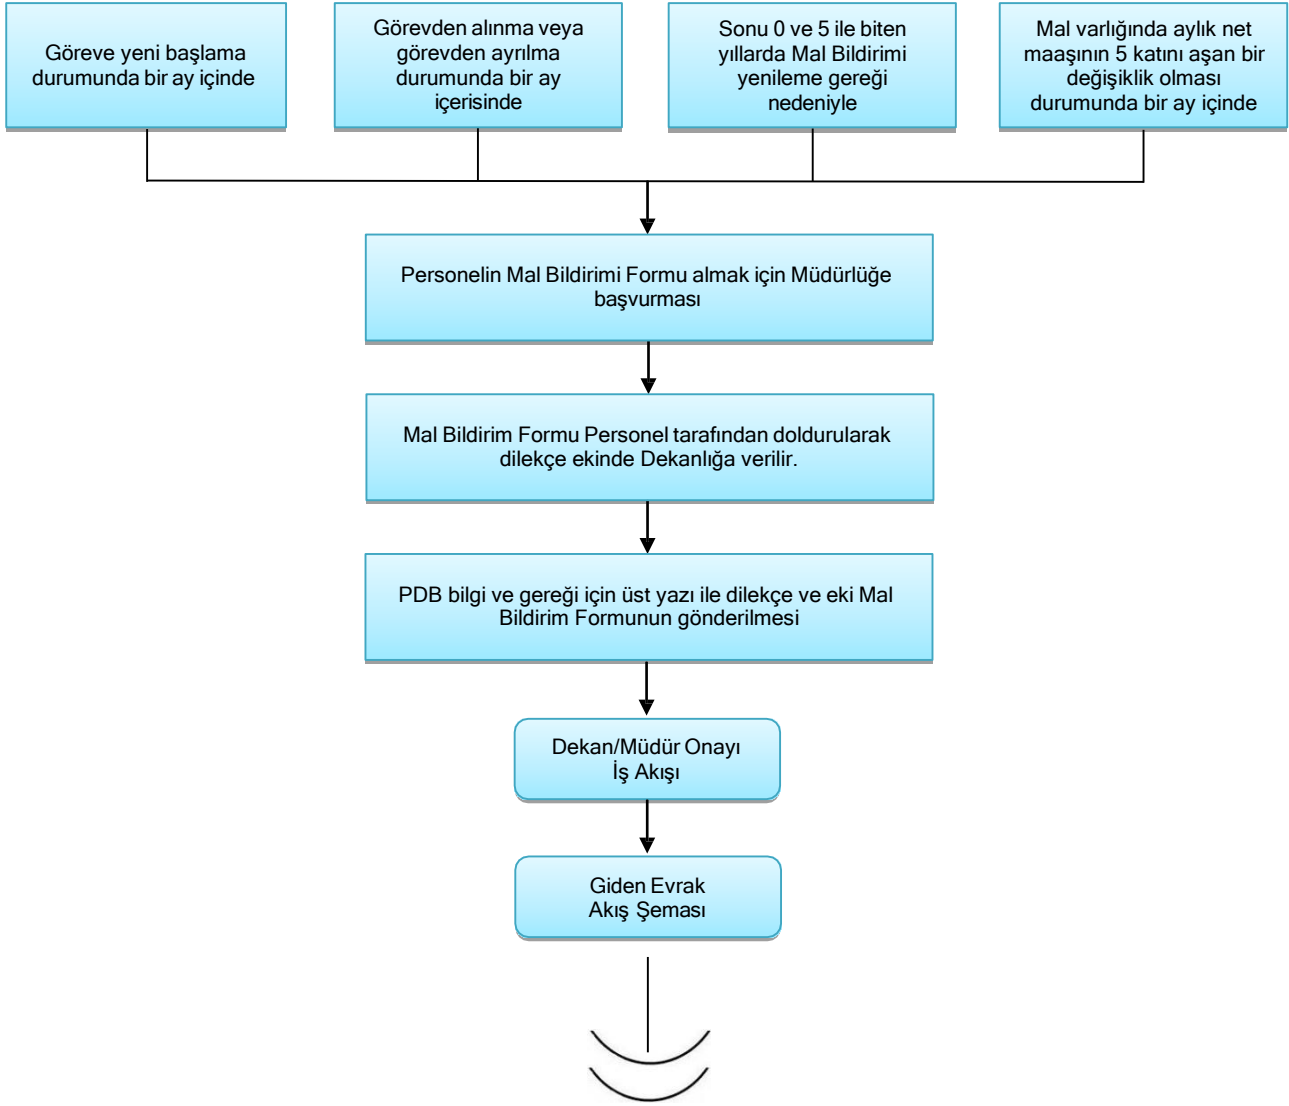 Göreve yeni başlama
durumunda bir ay içinde
Görevden alınma veya
görevden ayrılma
durumunda bir ay
içerisinde
Sonu 0 ve 5 ile biten
yıllarda Mal Bildirimi
yenileme gereği
nedeniyle
Mal varlığında aylık net
maaşının 5 katını aşan bir
değişiklik olması
durumunda bir ay içinde
Personelin Mal Bildirimi Formu almak için Müdürlüğe
başvurması
Mal Bildirim Formu Personel tarafından doldurularak
dilekçe ekinde Dekanlığa verilir.
PDB bilgi ve gereği için üst yazı ile dilekçe ve eki Mal
Bildirim Formunun gönderilmesi
Dekan/Müdür Onayı
İş Akışı
Giden Evrak
Akış Şeması